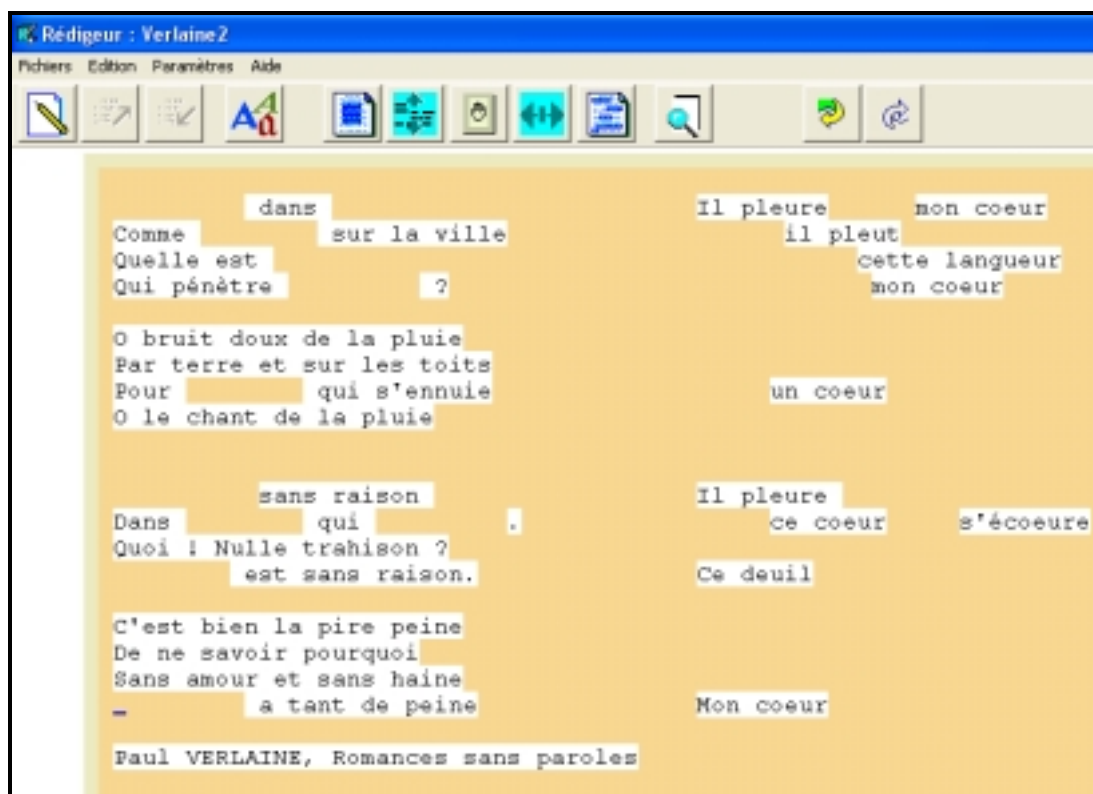 Rédigeur : Verlaine2
Fichiers Edition Paramètres Aide
dans Il pleure mon coeur
Comme sur la ville il pleut
Quelle est cette langueur
Qui pénètre ? mon coeur
O bruit doux de la pluie
Par terre et sur les toits
Pour qui s'ennuie un coeur
O le chant de la pluie
sans raison Il pleure
Dans qui . ce coeur s'écoeure
Quoi ! Nulle trahison ?
est sans raison. Ce deuil
C'est bien la pire peine
De ne savoir pourquoi
Sans amour et sans haine
a tant de peine Mon coeur
Paul VERLAINE, Romances sans paroles